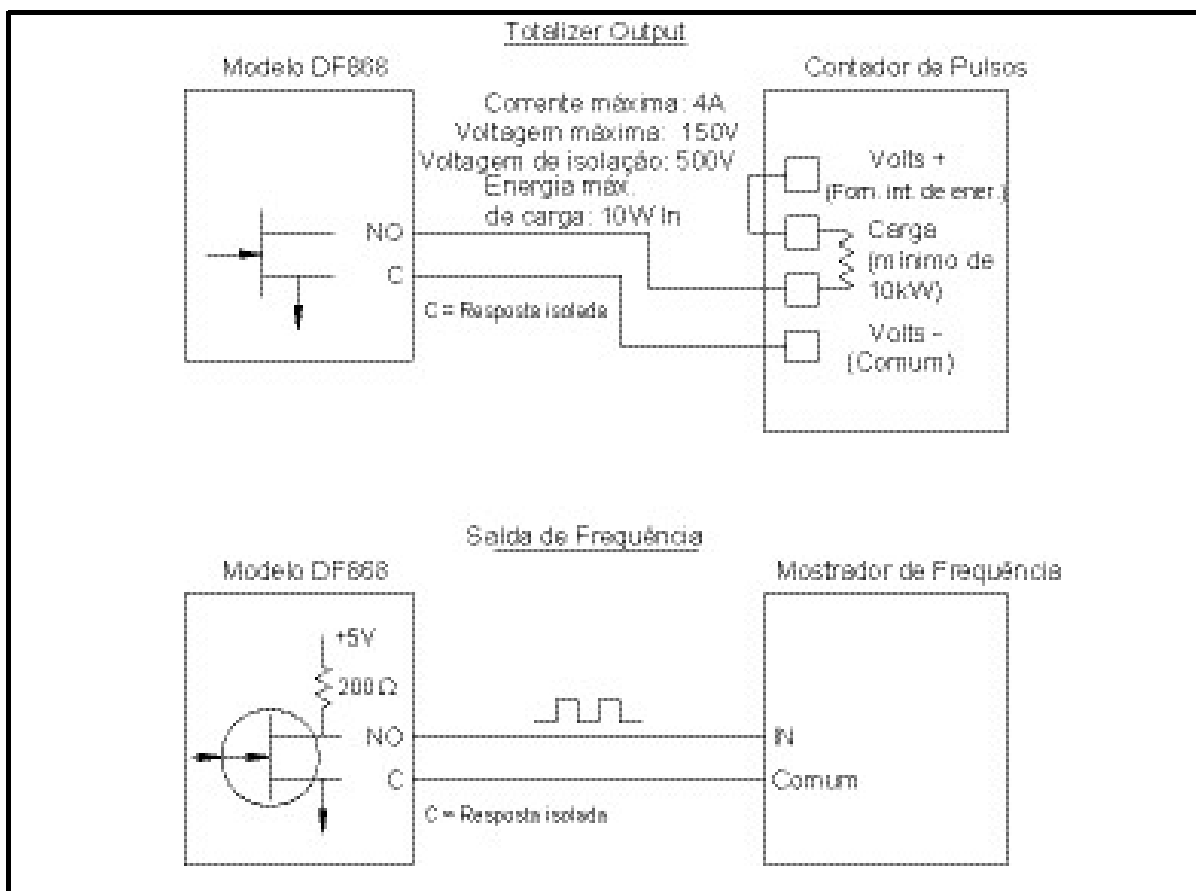 Totalizer Output
Modelo DF868
Contador de Pulsos
Corrente máxima: 4A
Voltagem máxima: 150V
Voltagem de isolação: 500V
Energia máx.
de carga: 10W In
NO
C
C = Resposta isolada
Volts +
(Forn. int. de ener.)
Carga
(mínimo de
10kW)
Volts -
(Comum)
Saída de Frequência
Modelo DF868
Mostrador de Frequência
+5V
200Ω
NO
C
C = Resposta isolada
IN
Comum